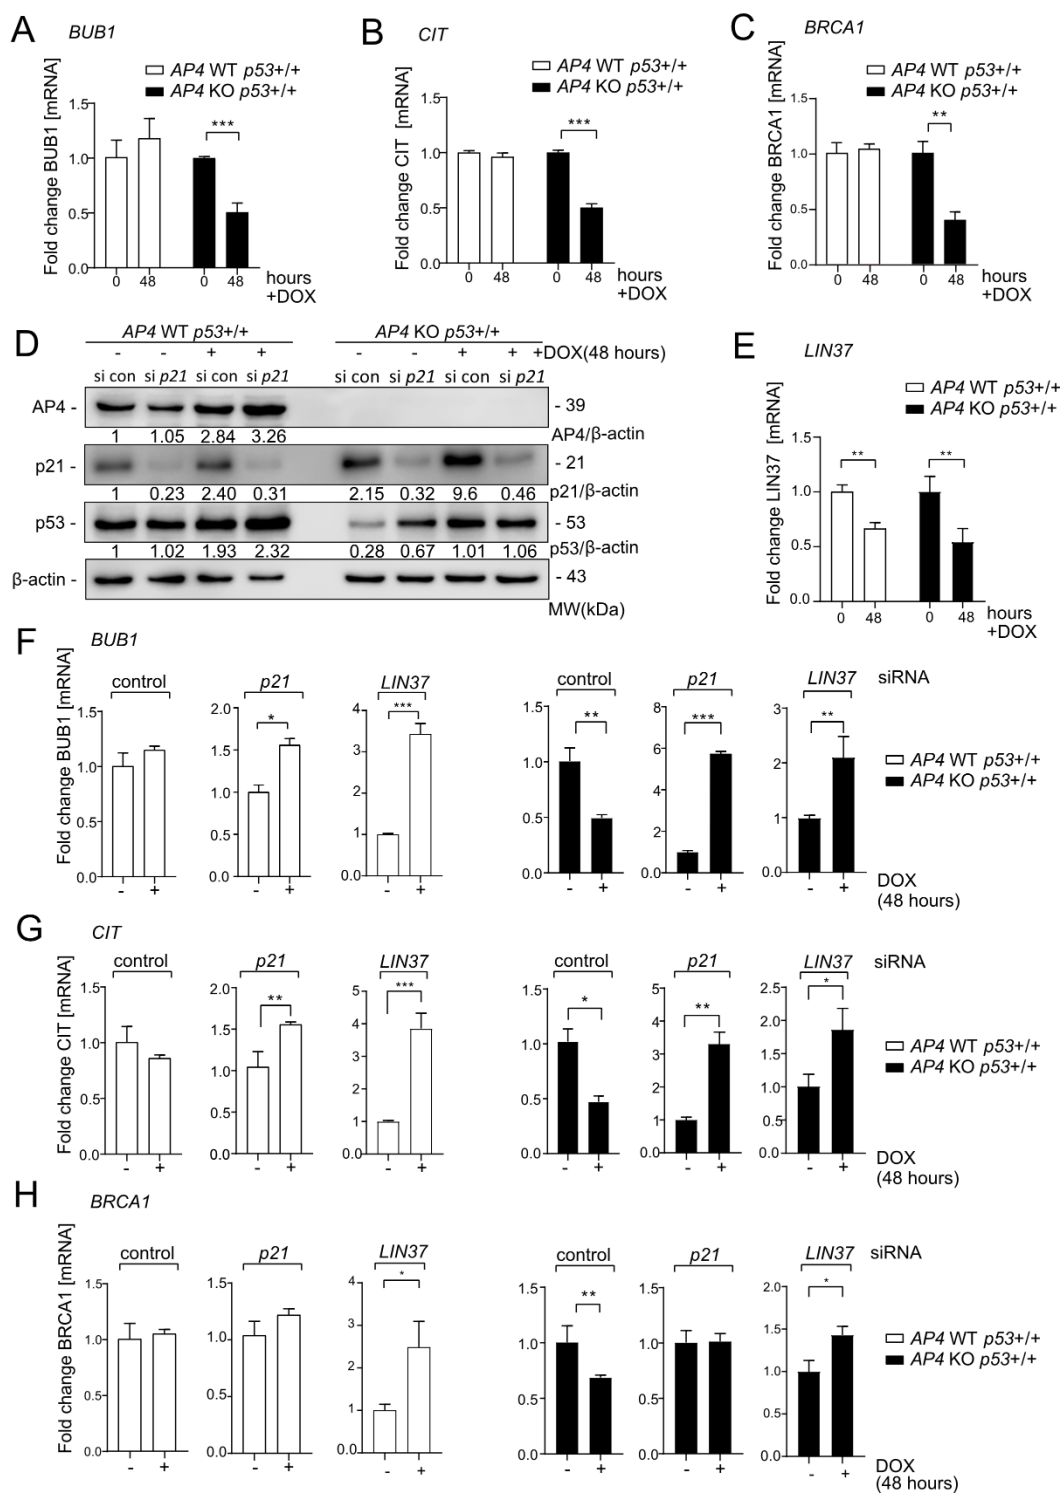 A
BUB1
AP4 WT p53+/+
AP4 KO p53+/+
Fold change BUB1 [mRNA]
1.5
1.0
0.5
0.0
***
0 48 0 48
hours
+DOX
B
CIT
AP4 WT p53+/+
AP4 KO p53+/+
Fold change CIT [mRNA]
1.5
1.0
0.5
0.0
***
0 48 0 48
hours
+DOX
C
BRCA1
AP4 WT p53+/+
AP4 KO p53+/+
Fold change BRCA1 [mRNA]
1.5
1.0
0.5
0.0
**
0 48 0 48
hours
+DOX
D
AP4 WT p53+/+ AP4 KO p53+/+
- - + + - - + + +DOX(48 hours)
si con si p21 si con si p21 si con si p21 si con si p21
AP4 - - 39
1 1.05 2.84 3.26 AP4/β-actin
p21 - - 21
1 0.23 2.40 0.31 2.15 0.32 9.6 0.46 p21/β-actin
p53 - - 53
1 1.02 1.93 2.32 0.28 0.67 1.01 1.06 p53/β-actin
β-actin - - 43
MW(kDa)
E
LIN37
AP4 WT p53+/+
AP4 KO p53+/+
Fold change LIN37 [mRNA]
1.5
1.0
0.5
0.0
** **
0 48 0 48
hours
+DOX
F
BUB1
Fold change BUB1 [mRNA]
control
1.5
1.0
0.5
0.0
- +
p21
2.0
1.5
1.0
0.5
0.0
*
- +
LIN37
4
3
2
1
0
***
- +
control
1.5
1.0
0.5
0.0
**
- +
p21
8
6
4
2
0
***
- +
LIN37
3
2
1
0.0
**
- +
siRNA
AP4 WT p53+/+
AP4 KO p53+/+
DOX
(48 hours)
G
CIT
Fold change CIT [mRNA]
control
1.5
1.0
0.5
0.0
- +
p21
2.0
1.5
1.0
0.5
0.0
**
- +
LIN37
5
4
3
2
1
0
***
- +
control
1.5
1.0
0.5
0.0
*
- +
p21
5
4
3
2
1
0.0
**
- +
LIN37
2.5
2.0
1.5
1.0
0.5
0.0
*
- +
siRNA
AP4 WT p53+/+
AP4 KO p53+/+
DOX
(48 hours)
H
BRCA1
Fold change BRCA1 [mRNA]
control
1.5
1.0
0.5
0.0
- +
p21
1.5
1.0
0.5
0.0
- +
LIN37
4
3
2
1
0.0
*
- +
control
1.5
1.0
0.5
0.0
**
- +
p21
1.5
1.0
0.5
0.0
- +
LIN37
2.0
1.5
1.0
0.5
0.0
*
- +
siRNA
AP4 WT p53+/+
AP4 KO p53+/+
DOX
(48 hours)